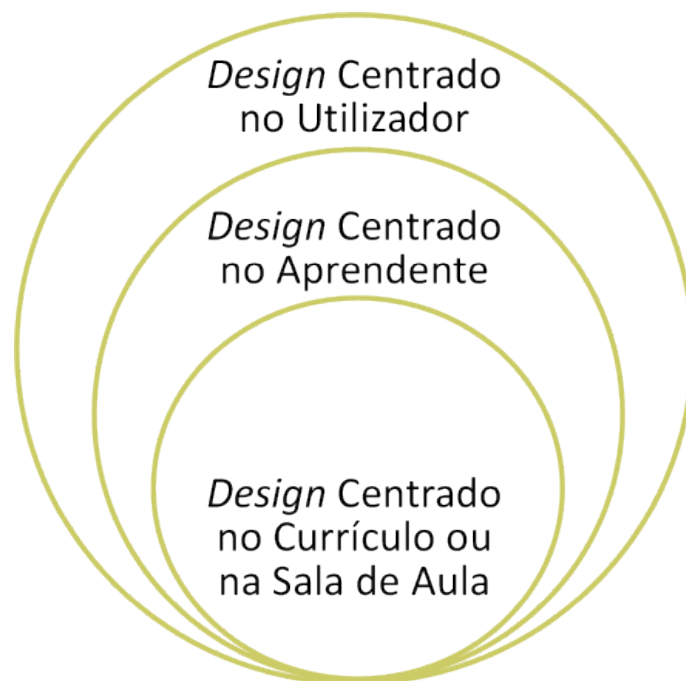 Design Centrado
no Utilizador
Design Centrado
no Aprendente
Design Centrado
no Currículo ou
na Sala de Aula